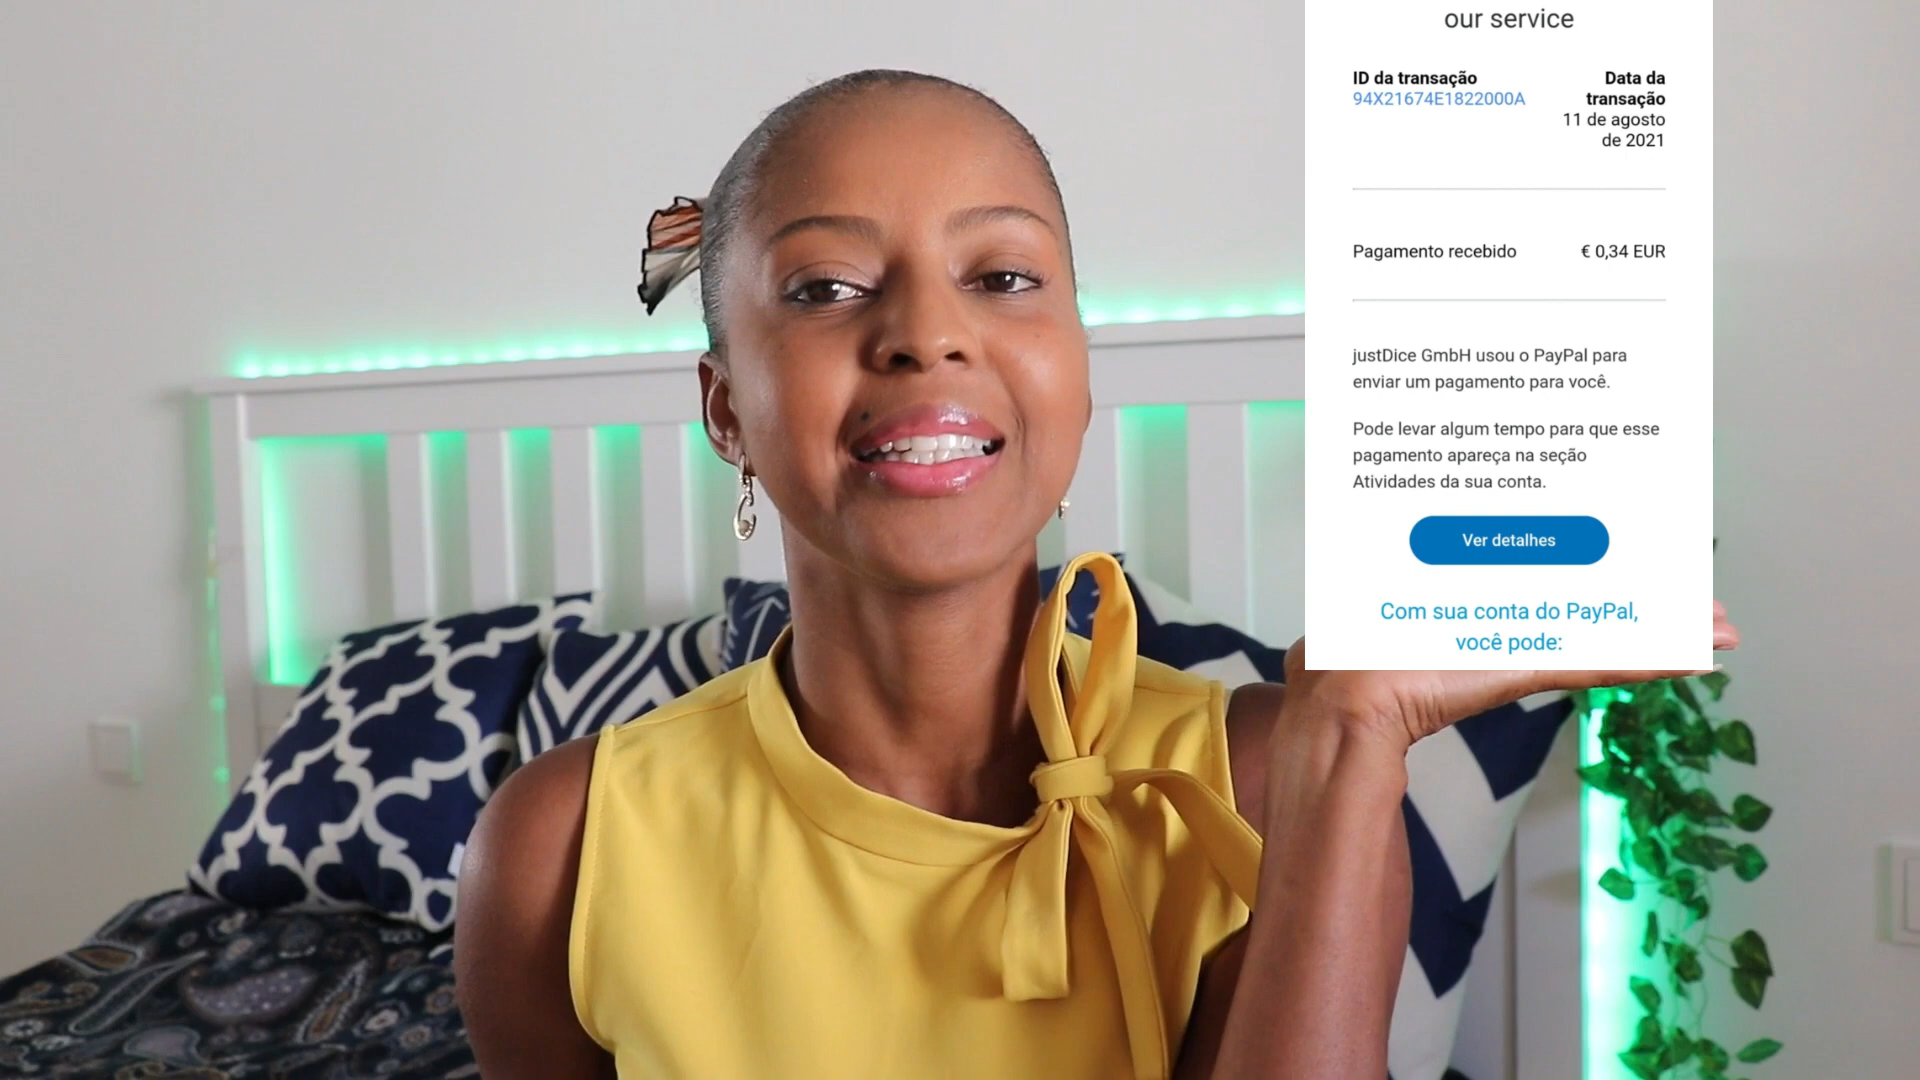 our service
ID da transação
94X21674E1822000A
Data da
transação
11 de agosto
de 2021
Pagamento recebido € 0,34 EUR
justDice GmbH usou o PayPal para
enviar um pagamento para você.
Pode levar algum tempo para que esse
pagamento apareça na seção
Atividades da sua conta.
Ver detalhes
Com sua conta do PayPal,
você pode: